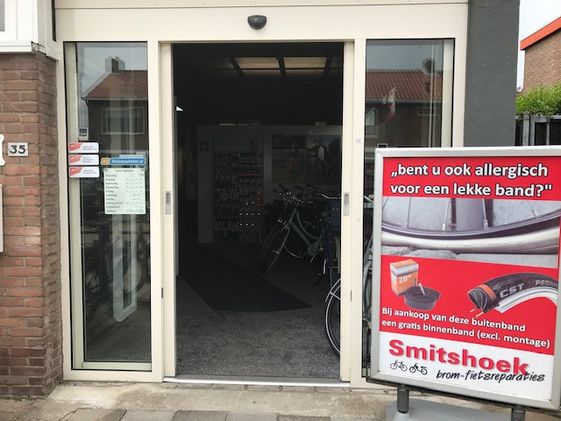 35
„bent u ook allergisch
voor een lekke band?"
CST
Bij aankoop van deze buitenband
een gratis binnenband (excl. montage)
Smitshoek
brom-fietsreparaties